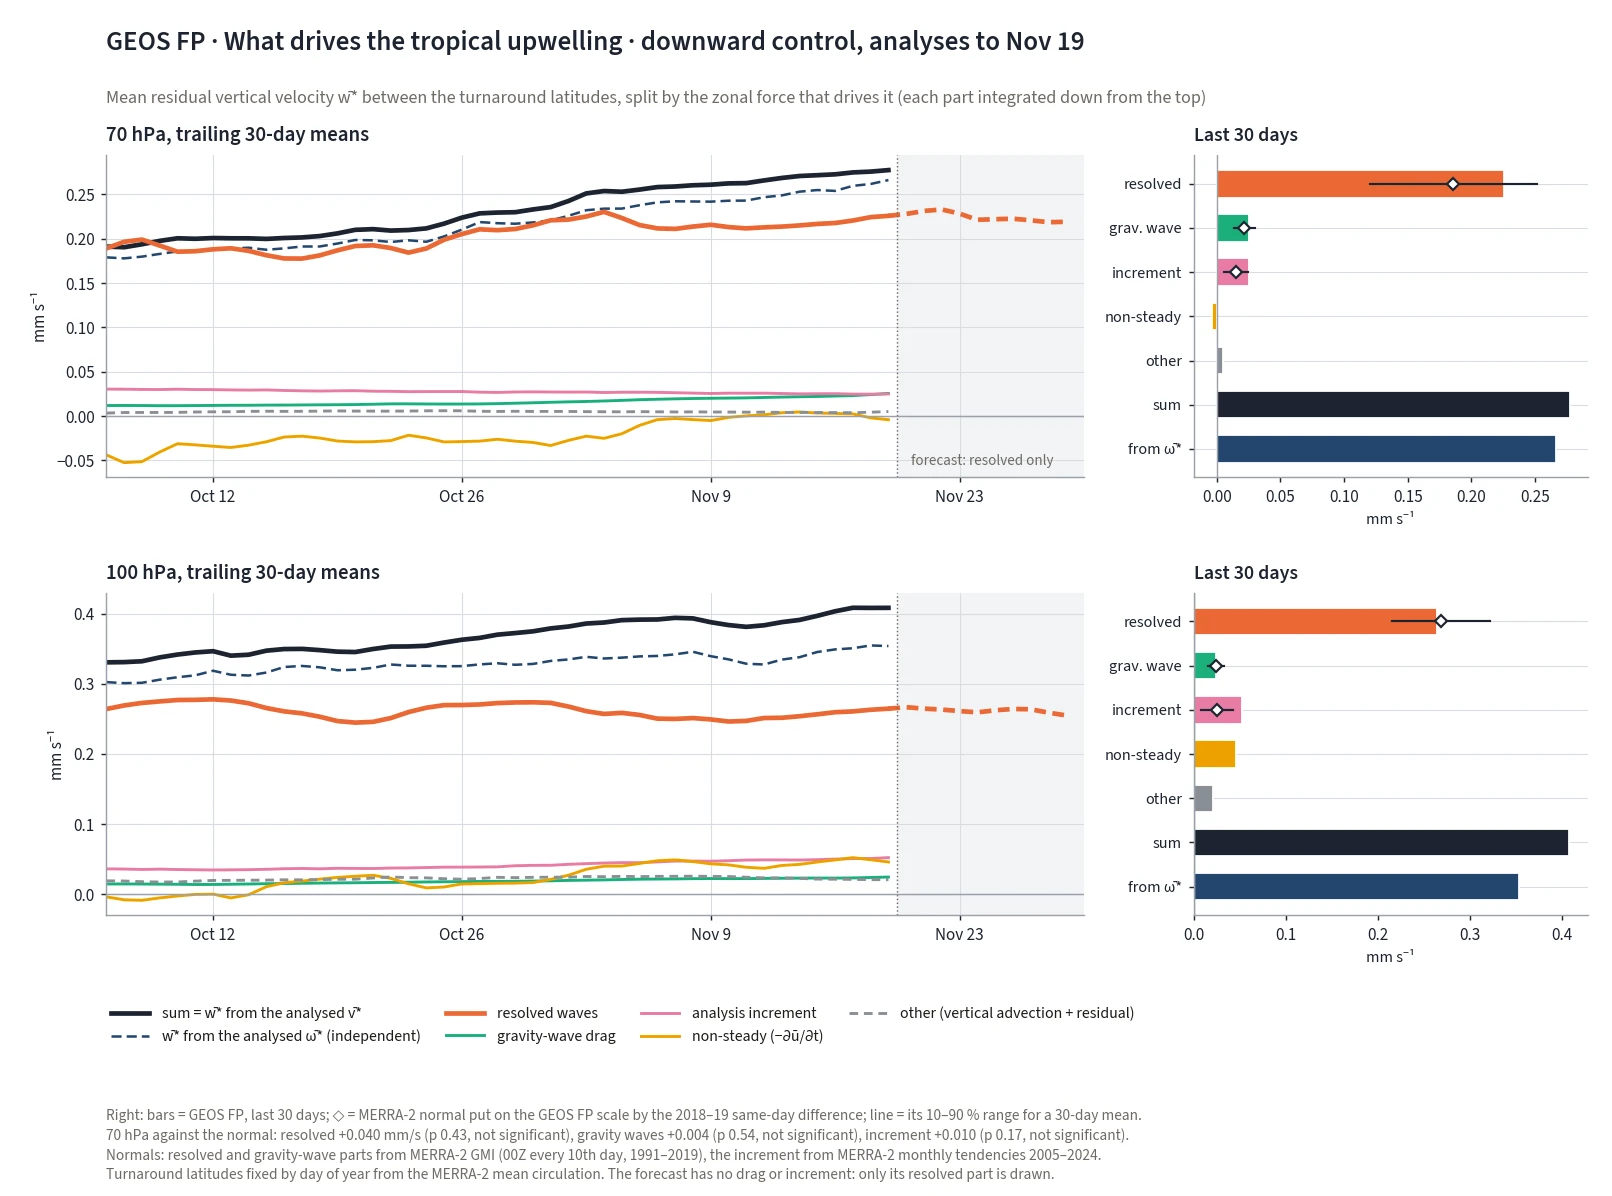 GEOS FP · What drives the tropical upwelling · downward control, analyses to Nov 19
Mean residual vertical velocity w̄* between the turnaround latitudes, split by the zonal force that drives it (each part integrated down from the top)
70 hPa, trailing 30-day means
Last 30 days
0.25
0.20
0.15
0.10
0.05
0.00
−0.05
mm s⁻¹
forecast: resolved only
Oct 12
Oct 26
Nov 9
Nov 23
resolved
grav. wave
increment
non-steady
other
sum
from ω̄*
0.00
0.05
0.10
0.15
0.20
0.25
mm s⁻¹
100 hPa, trailing 30-day means
Last 30 days
0.4
0.3
0.2
0.1
0.0
mm s⁻¹
Oct 12
Oct 26
Nov 9
Nov 23
resolved
grav. wave
increment
non-steady
other
sum
from ω̄*
0.0
0.1
0.2
0.3
0.4
mm s⁻¹
sum = w̄* from the analysed v̄*
resolved waves
analysis increment
other (vertical advection + residual)
w̄* from the analysed ω̄* (independent)
gravity-wave drag
non-steady (−∂ū/∂t)
Right: bars = GEOS FP, last 30 days; ◇ = MERRA-2 normal put on the GEOS FP scale by the 2018–19 same-day difference; line = its 10–90 % range for a 30-day mean.
70 hPa against the normal: resolved +0.040 mm/s (p 0.43, not significant), gravity waves +0.004 (p 0.54, not significant), increment +0.010 (p 0.17, not significant).
Normals: resolved and gravity-wave parts from MERRA-2 GMI (00Z every 10th day, 1991–2019), the increment from MERRA-2 monthly tendencies 2005–2024.
Turnaround latitudes fixed by day of year from the MERRA-2 mean circulation. The forecast has no drag or increment: only its resolved part is drawn.